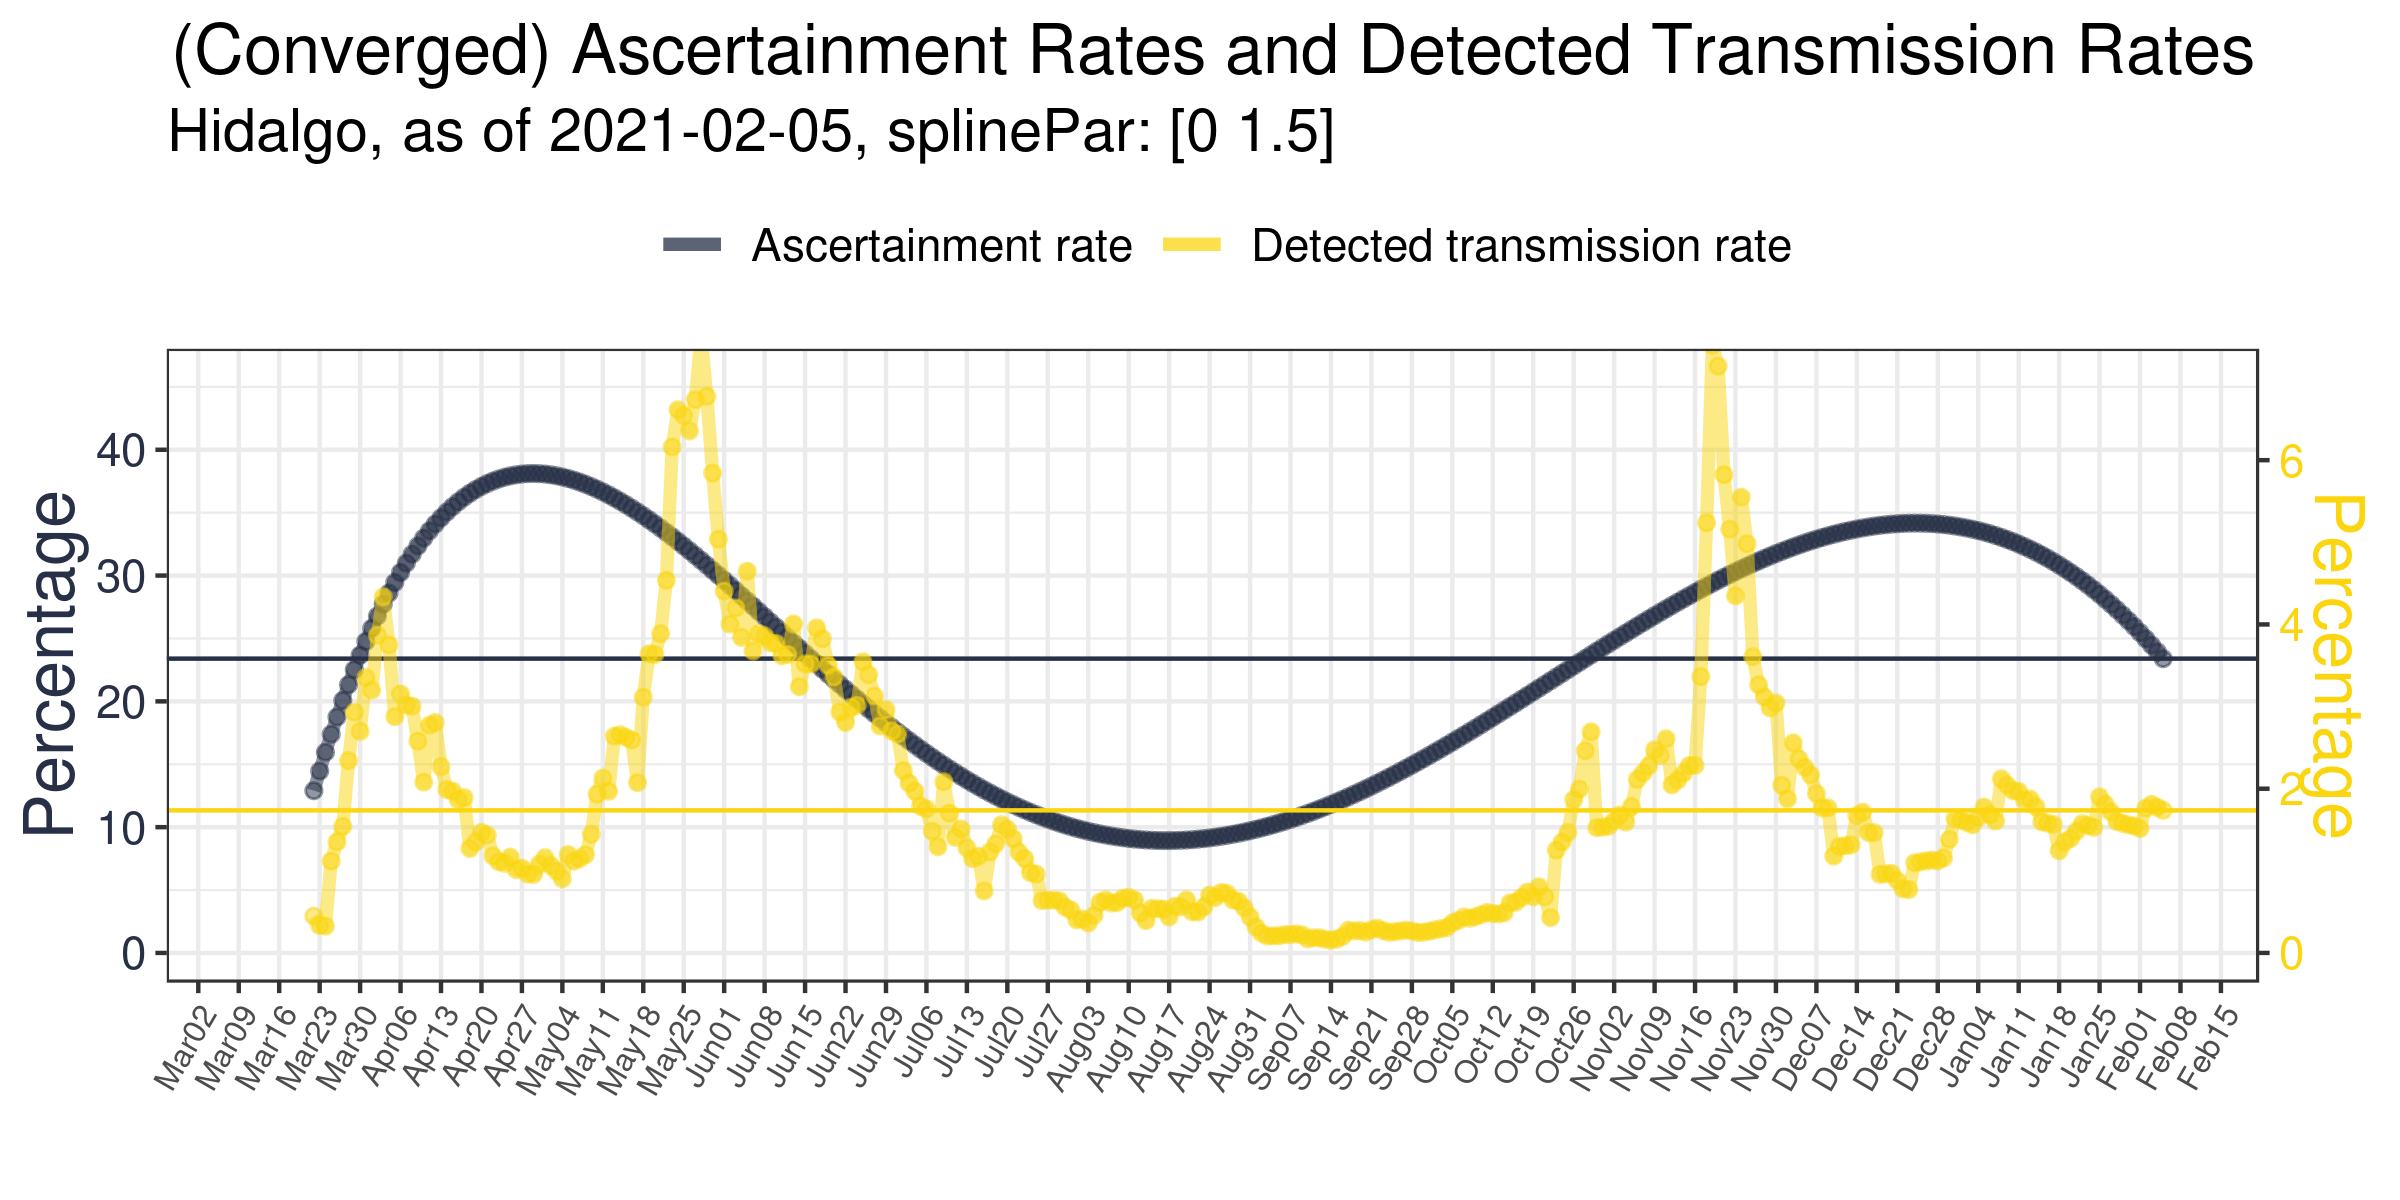 (Converged) Ascertainment Rates and Detected Transmission Rates
Hidalgo, as of 2021-02-05, splinePar: [0 1.5]
Ascertainment rate Detected transmission rate
Percentage
40
30
20
10
0
6
4
2
0
Percentage
Mar02 Mar09 Mar16 Mar23 Mar30 Apr06 Apr13 Apr20 Apr27 May04 May11 May18 May25 Jun01 Jun08 Jun15 Jun22 Jun29 Jul06 Jul13 Jul20 Jul27 Aug03 Aug10 Aug17 Aug24 Aug31 Sep07 Sep14 Sep21 Sep28 Oct05 Oct12 Oct19 Oct26 Nov02 Nov09 Nov16 Nov23 Nov30 Dec07 Dec14 Dec21 Dec28 Jan04 Jan11 Jan18 Jan25 Feb01 Feb08 Feb15